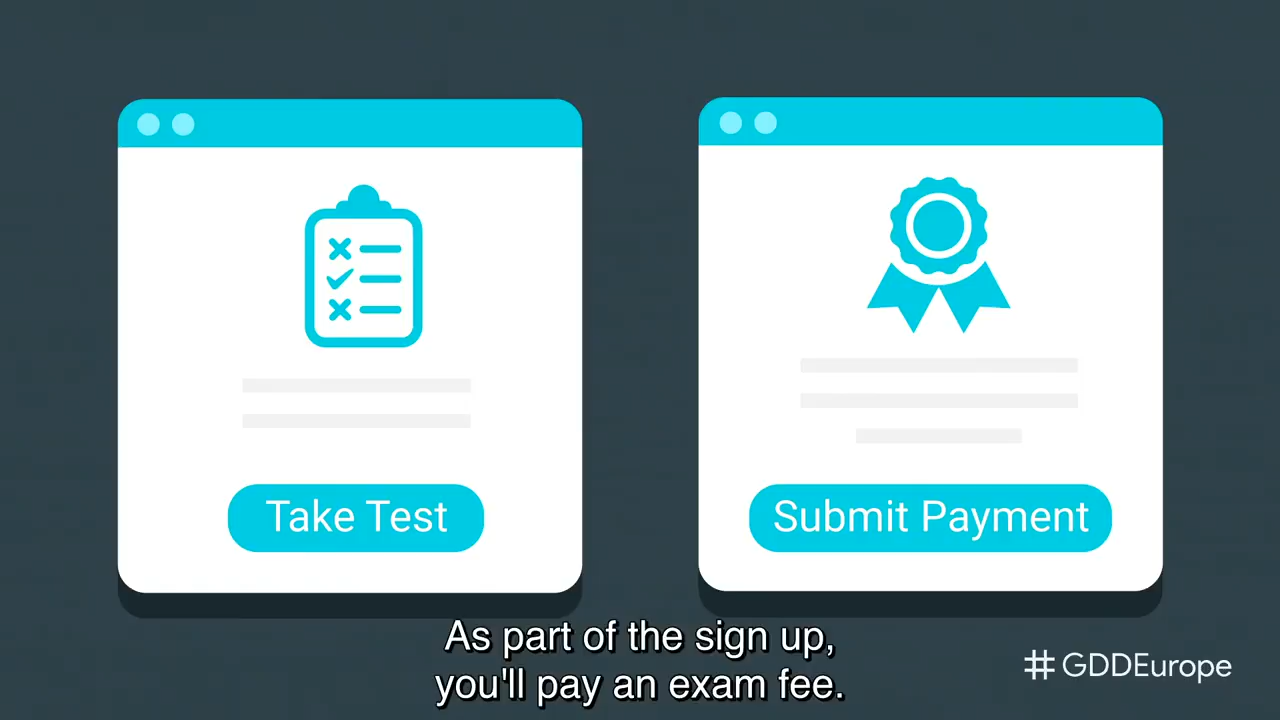 Take Test
Submit Payment
As part of the sign up,
you'll pay an exam fee.
#GDDEurope